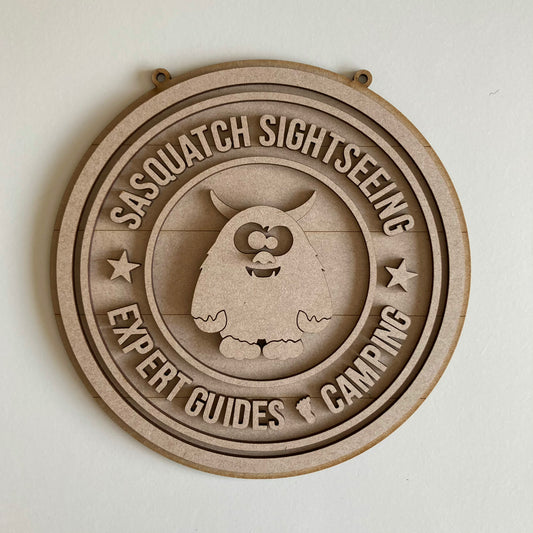 SASQUATCH SIGHTSEEING
EXPERT GUIDES CAMPING